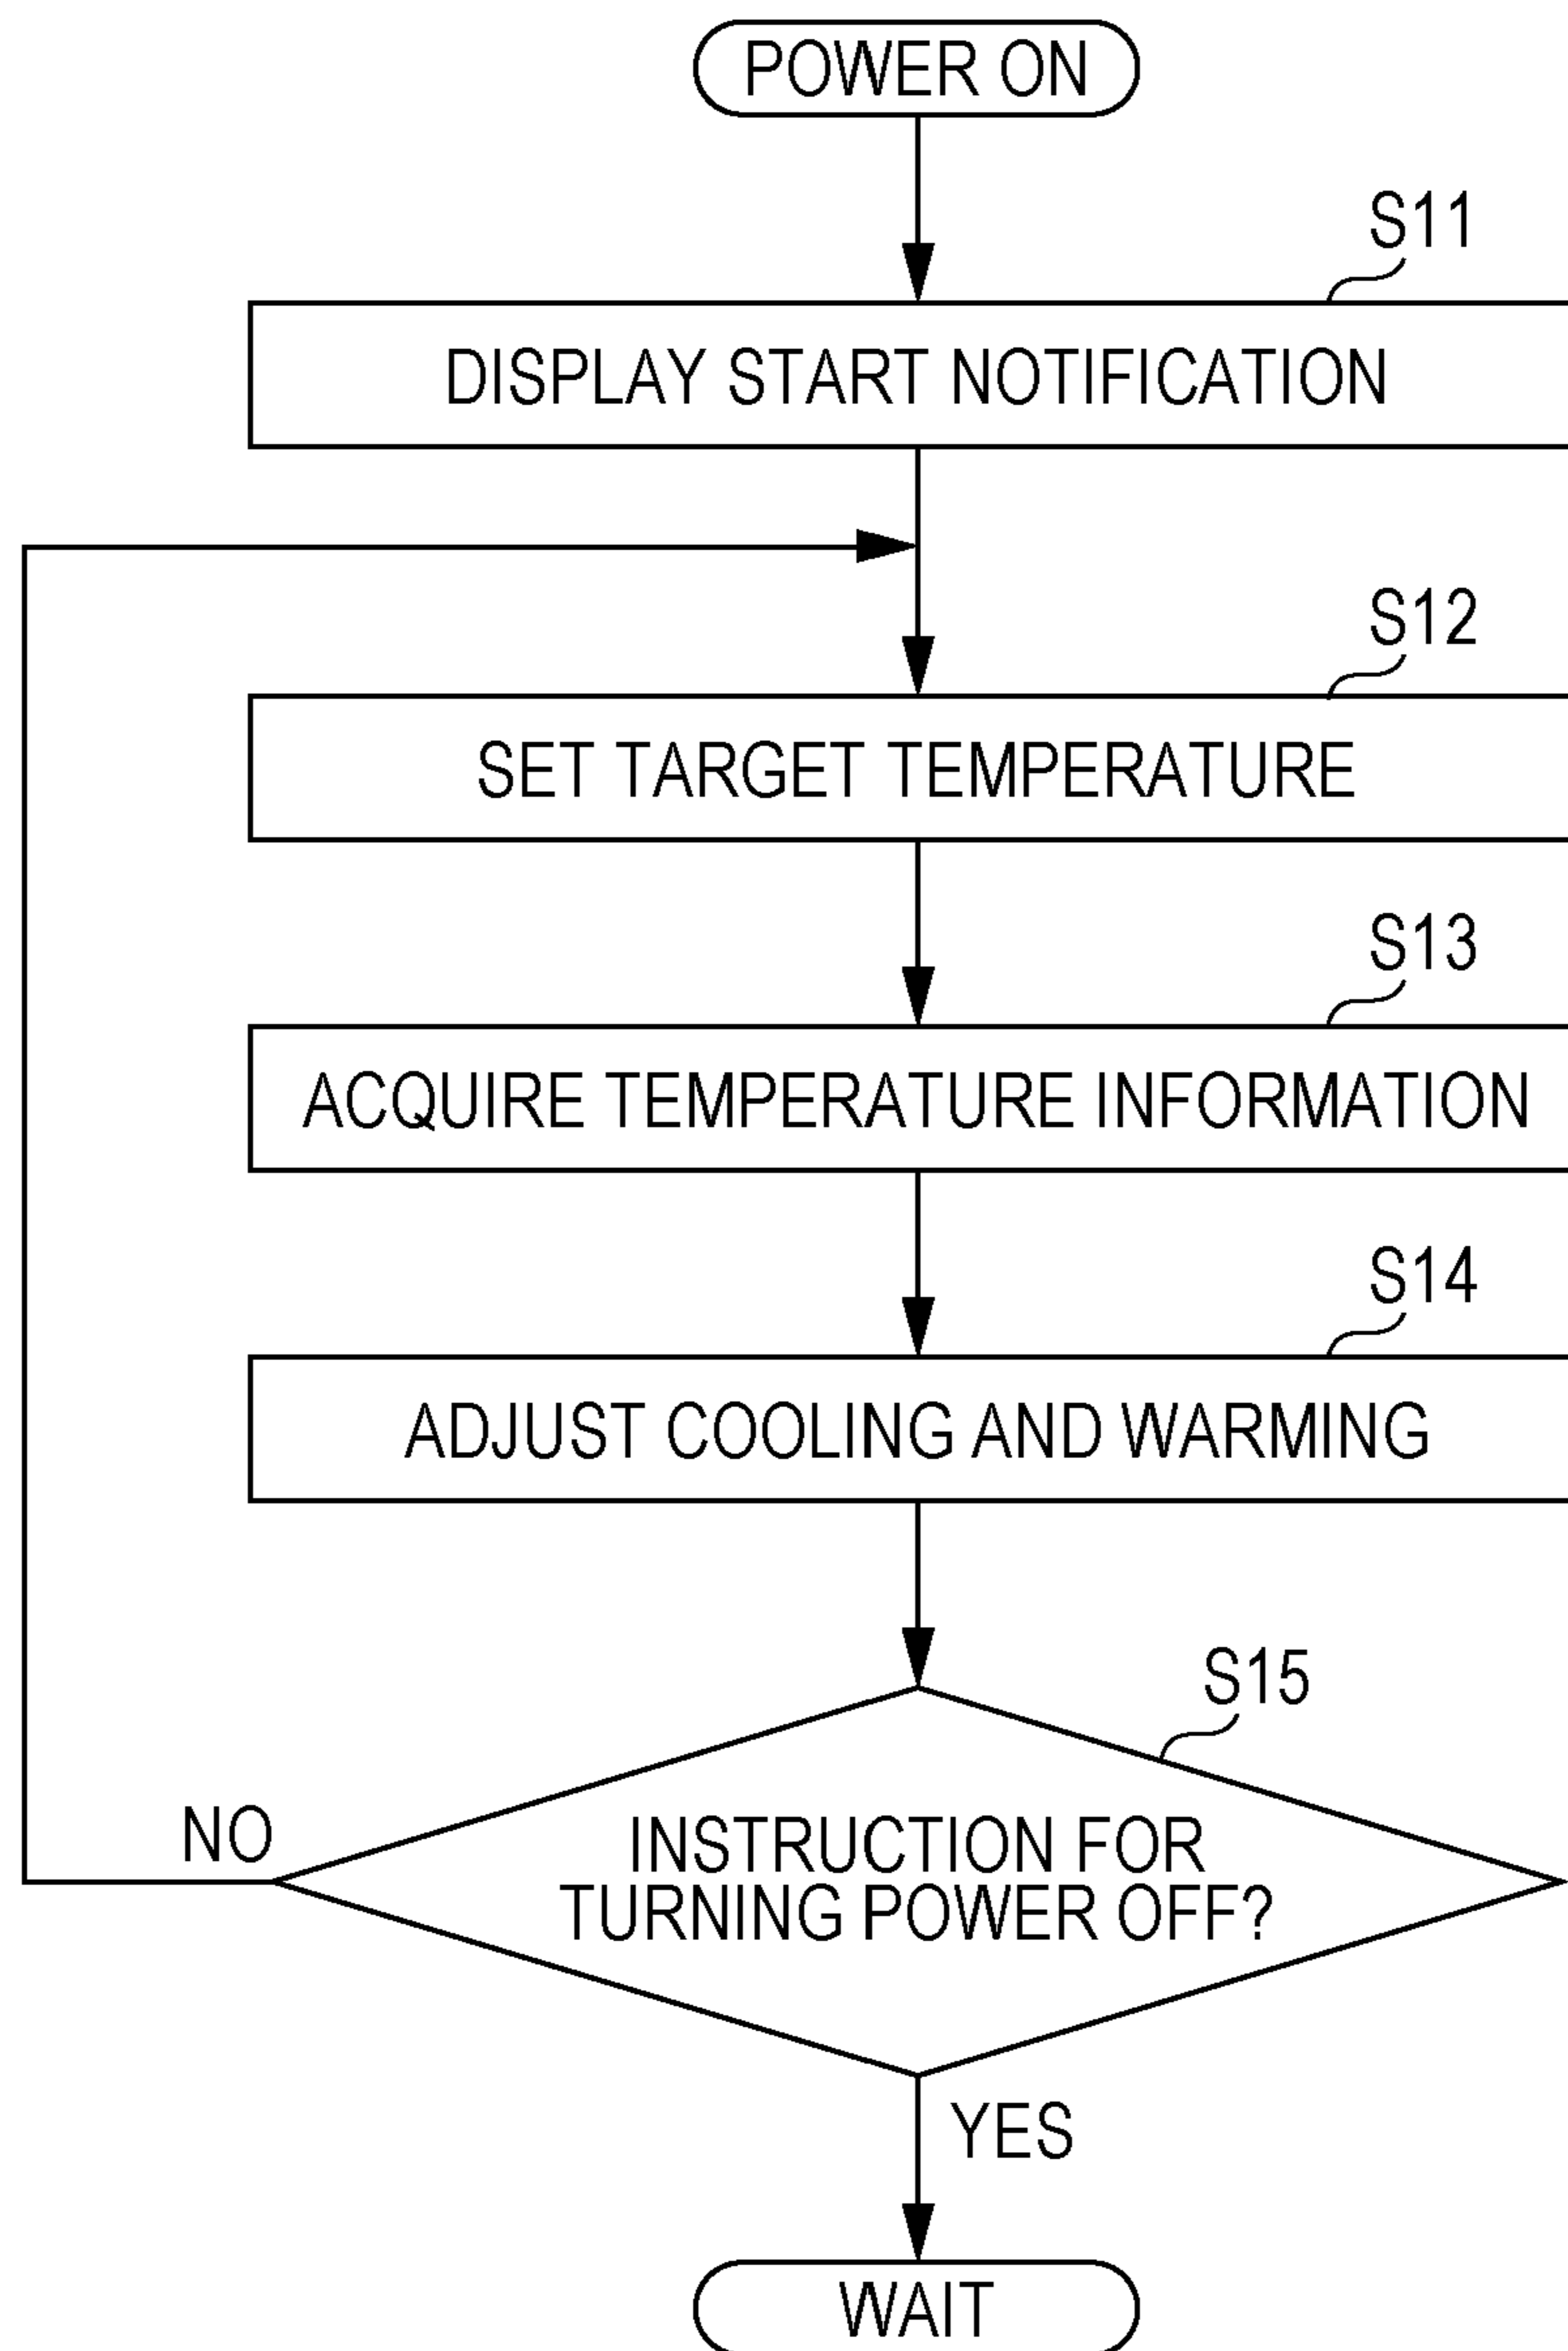 POWER ON
S11
DISPLAY START NOTIFICATION
S12
SET TARGET TEMPERATURE
S13
ACQUIRE TEMPERATURE INFORMATION
S14
ADJUST COOLING AND WARMING
S15
NO
INSTRUCTION FOR
TURNING POWER OFF?
YES
WAIT